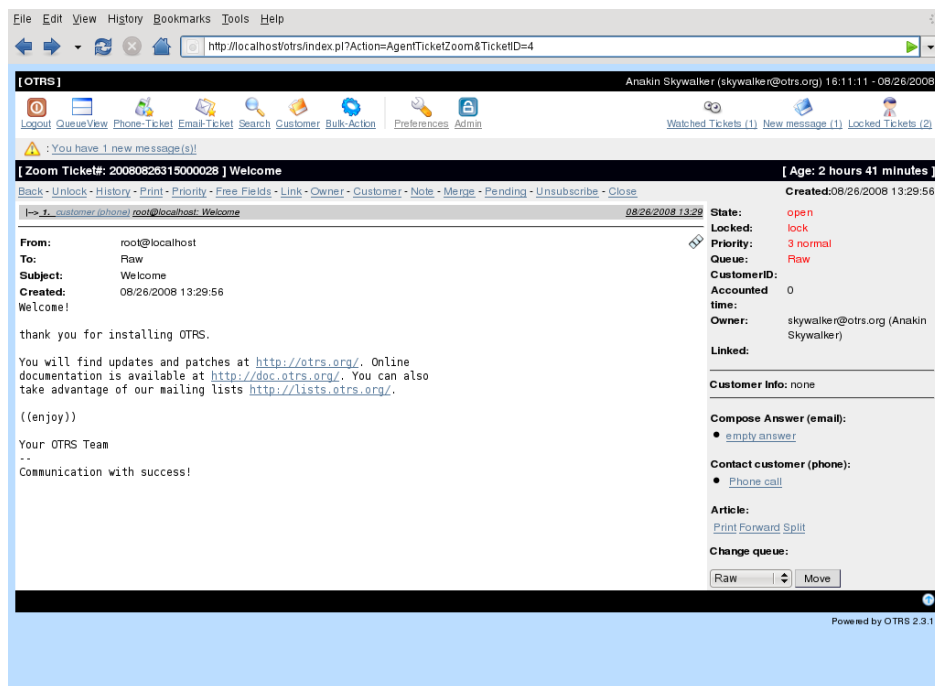 File Edit View History Bookmarks Tools Help
http://localhost/otrs/index.pl?Action=AgentTicketZoom&TicketID=4
[ OTRS ] Anakin Skywalker (skywalker@otrs.org) 16:11:11 - 08/26/2008
Logout QueueView Phone-Ticket Email-Ticket Search Customer Bulk-Action Preferences Admin Watched Tickets (1) New message (1) Locked Tickets (2)
: You have 1 new message(s)!
[ Zoom Ticket#: 20080826315000028 ] Welcome [ Age: 2 hours 41 minutes ]
Back - Unlock - History - Print - Priority - Free Fields - Link - Owner - Customer - Note - Merge - Pending - Unsubscribe - Close
Created:08/26/2008 13:29:56
|--> 1. customer (phone) root@localhost: Welcome 08/26/2008 13:29
From: root@localhost
To: Raw
Subject: Welcome
Created: 08/26/2008 13:29:56
Welcome!
thank you for installing OTRS.
You will find updates and patches at http://otrs.org/. Online
documentation is available at http://doc.otrs.org/. You can also
take advantage of our mailing lists http://lists.otrs.org/.
((enjoy))
Your OTRS Team
--
Communication with success!
State: open
Locked: lock
Priority: 3 normal
Queue: Raw
CustomerID:
Accounted 0
time:
Owner: skywalker@otrs.org (Anakin
Skywalker)
Linked:
Customer Info: none
Compose Answer (email):
empty answer
Contact customer (phone):
Phone call
Article:
Print Forward Split
Change queue:
Raw Move
Powered by OTRS 2.3.1